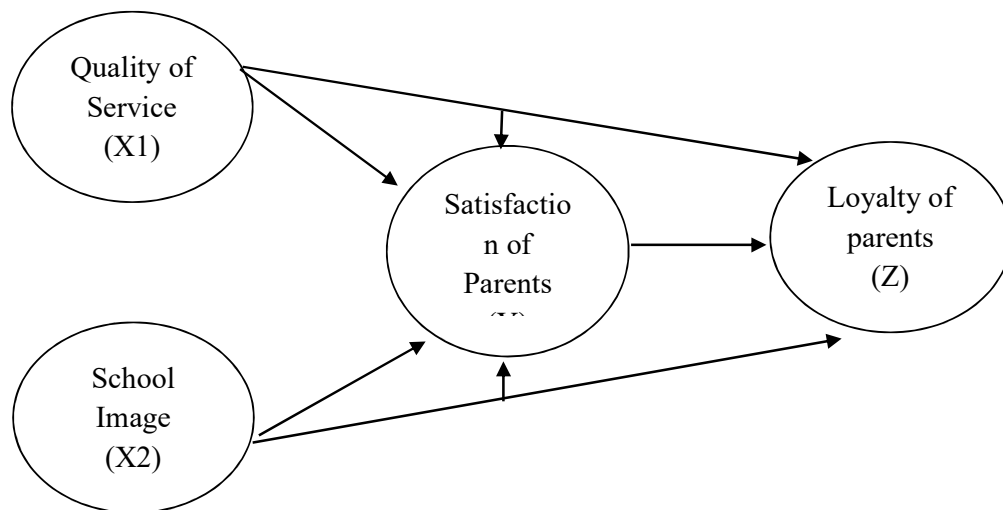 Quality of
Service
(X1)
Satisfactio
n of
Parents
Loyalty of
parents
(Z)
School
Image
(X2)